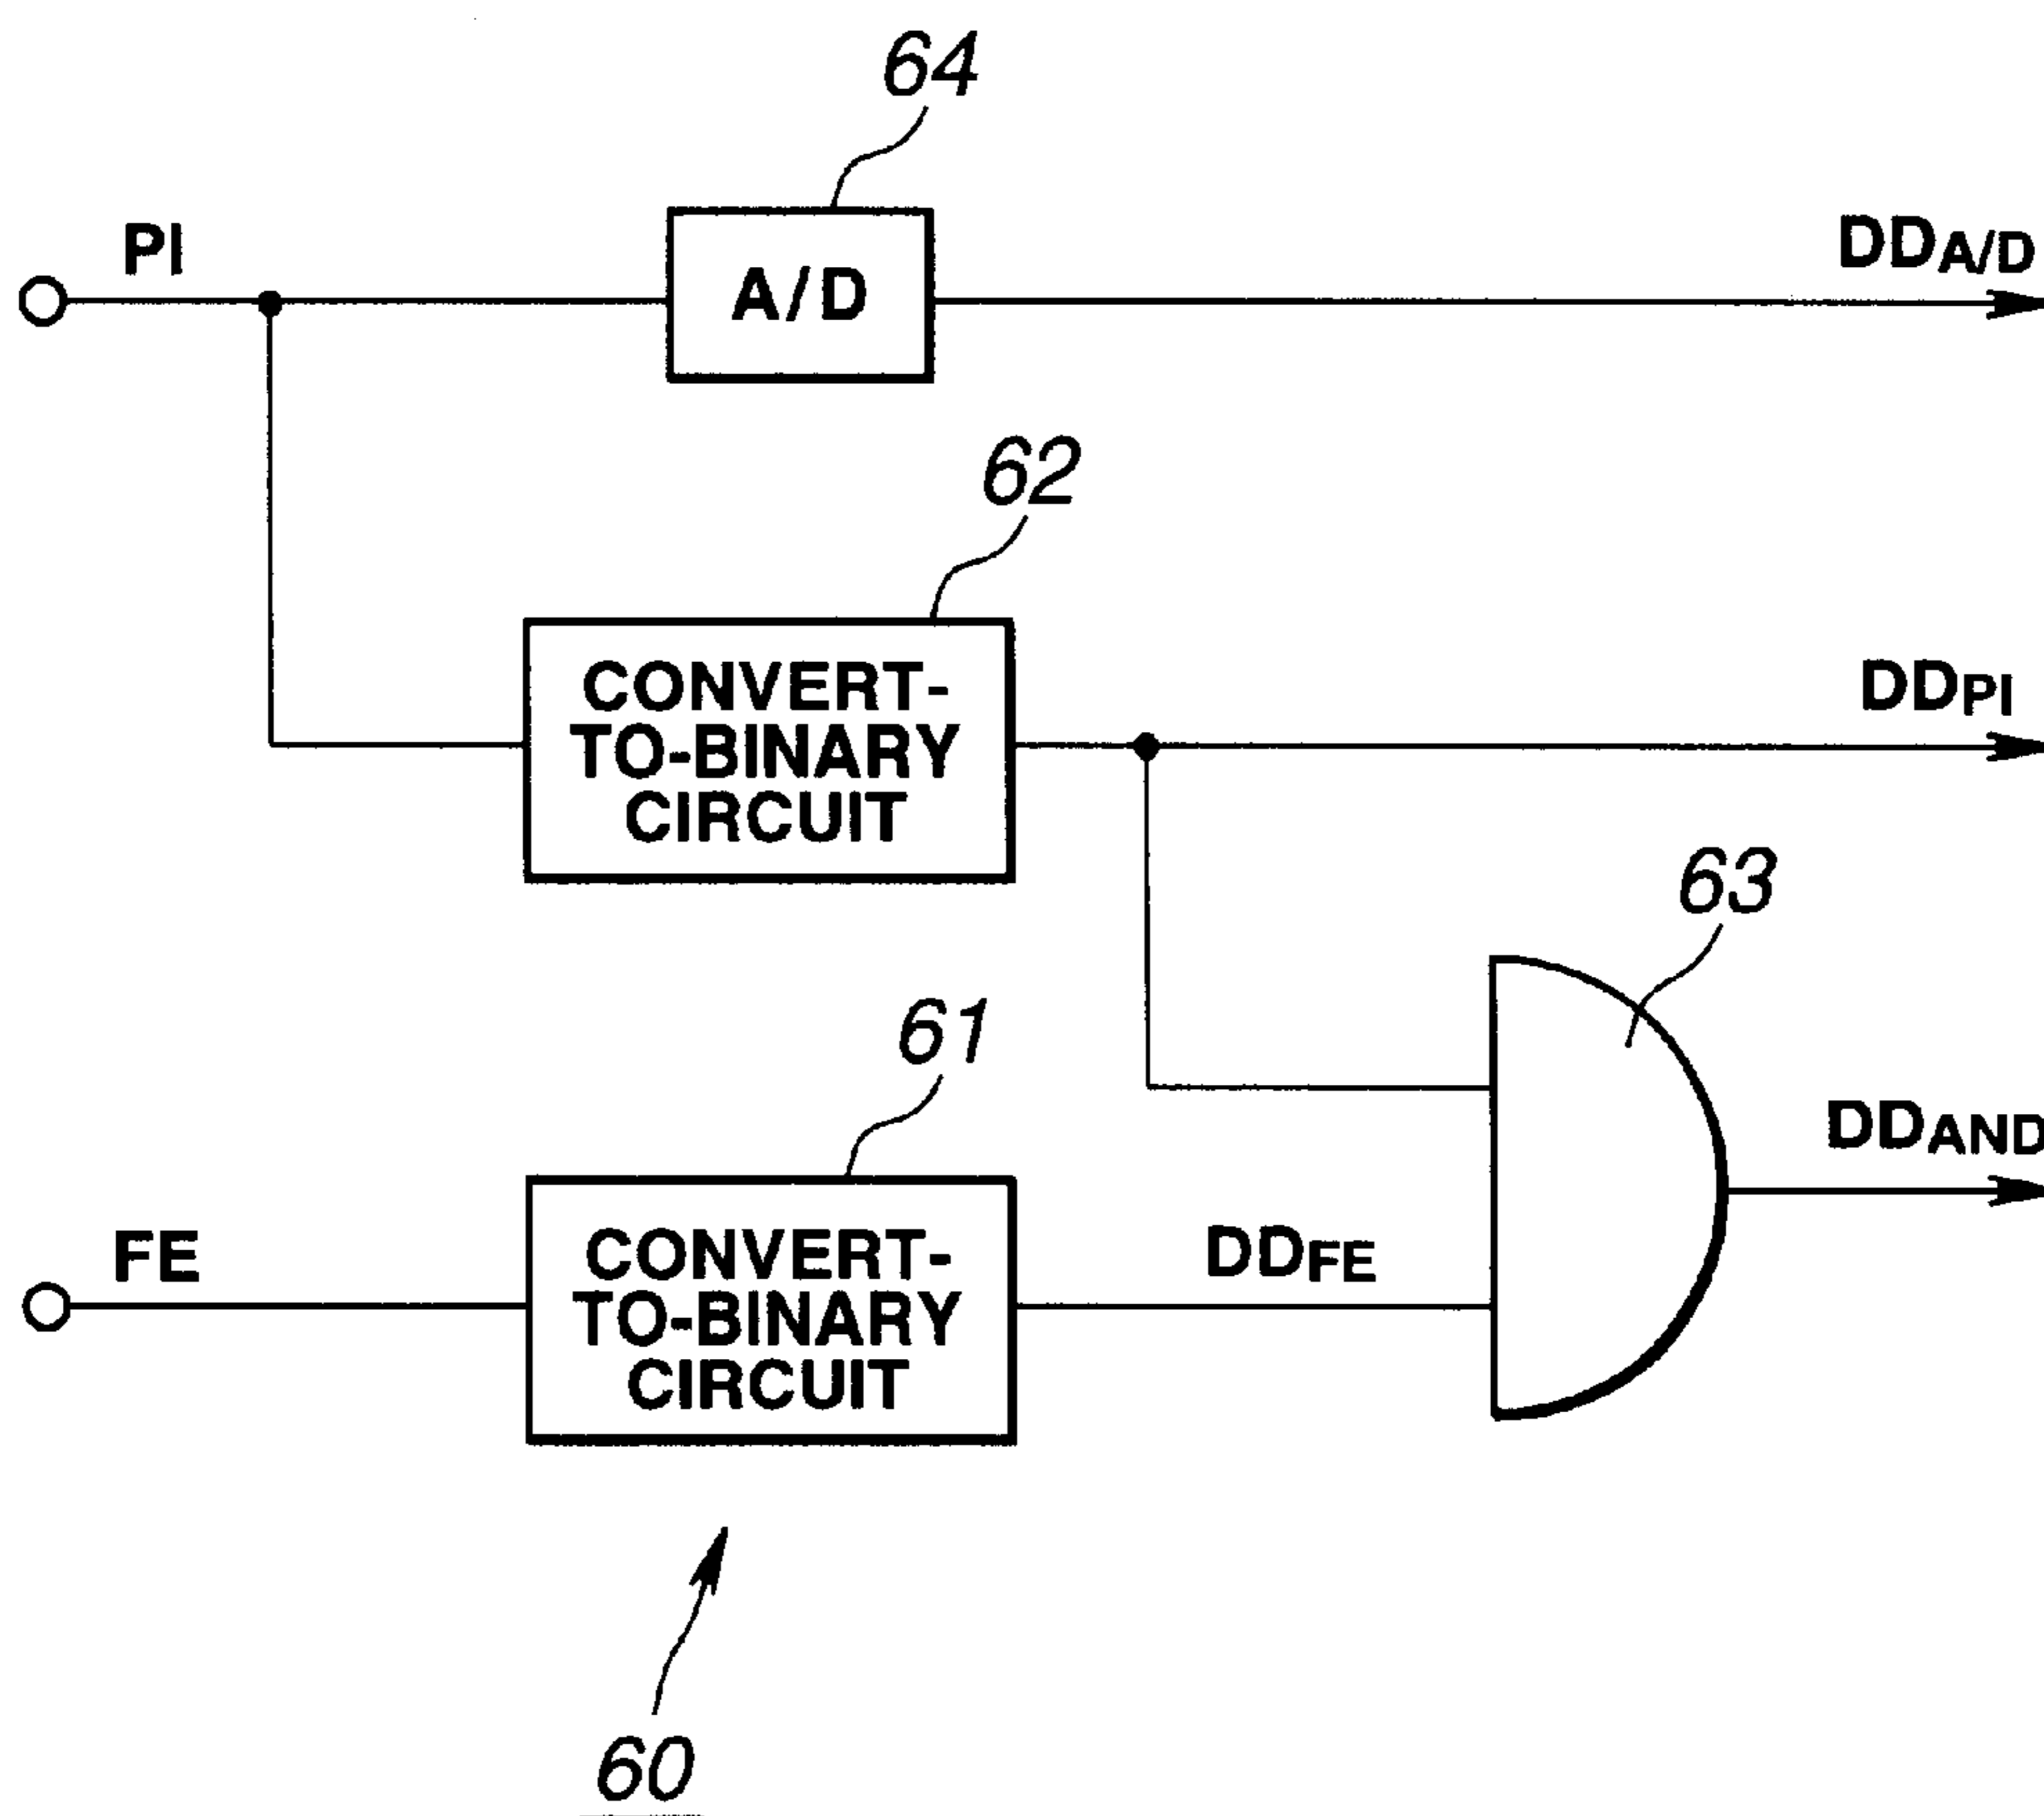 64
PI
A/D
DDA/D
62
CONVERT-
TO-BINARY
CIRCUIT
DDPI
63
61
FE
CONVERT-
TO-BINARY
CIRCUIT
DDFE
DDAND
60